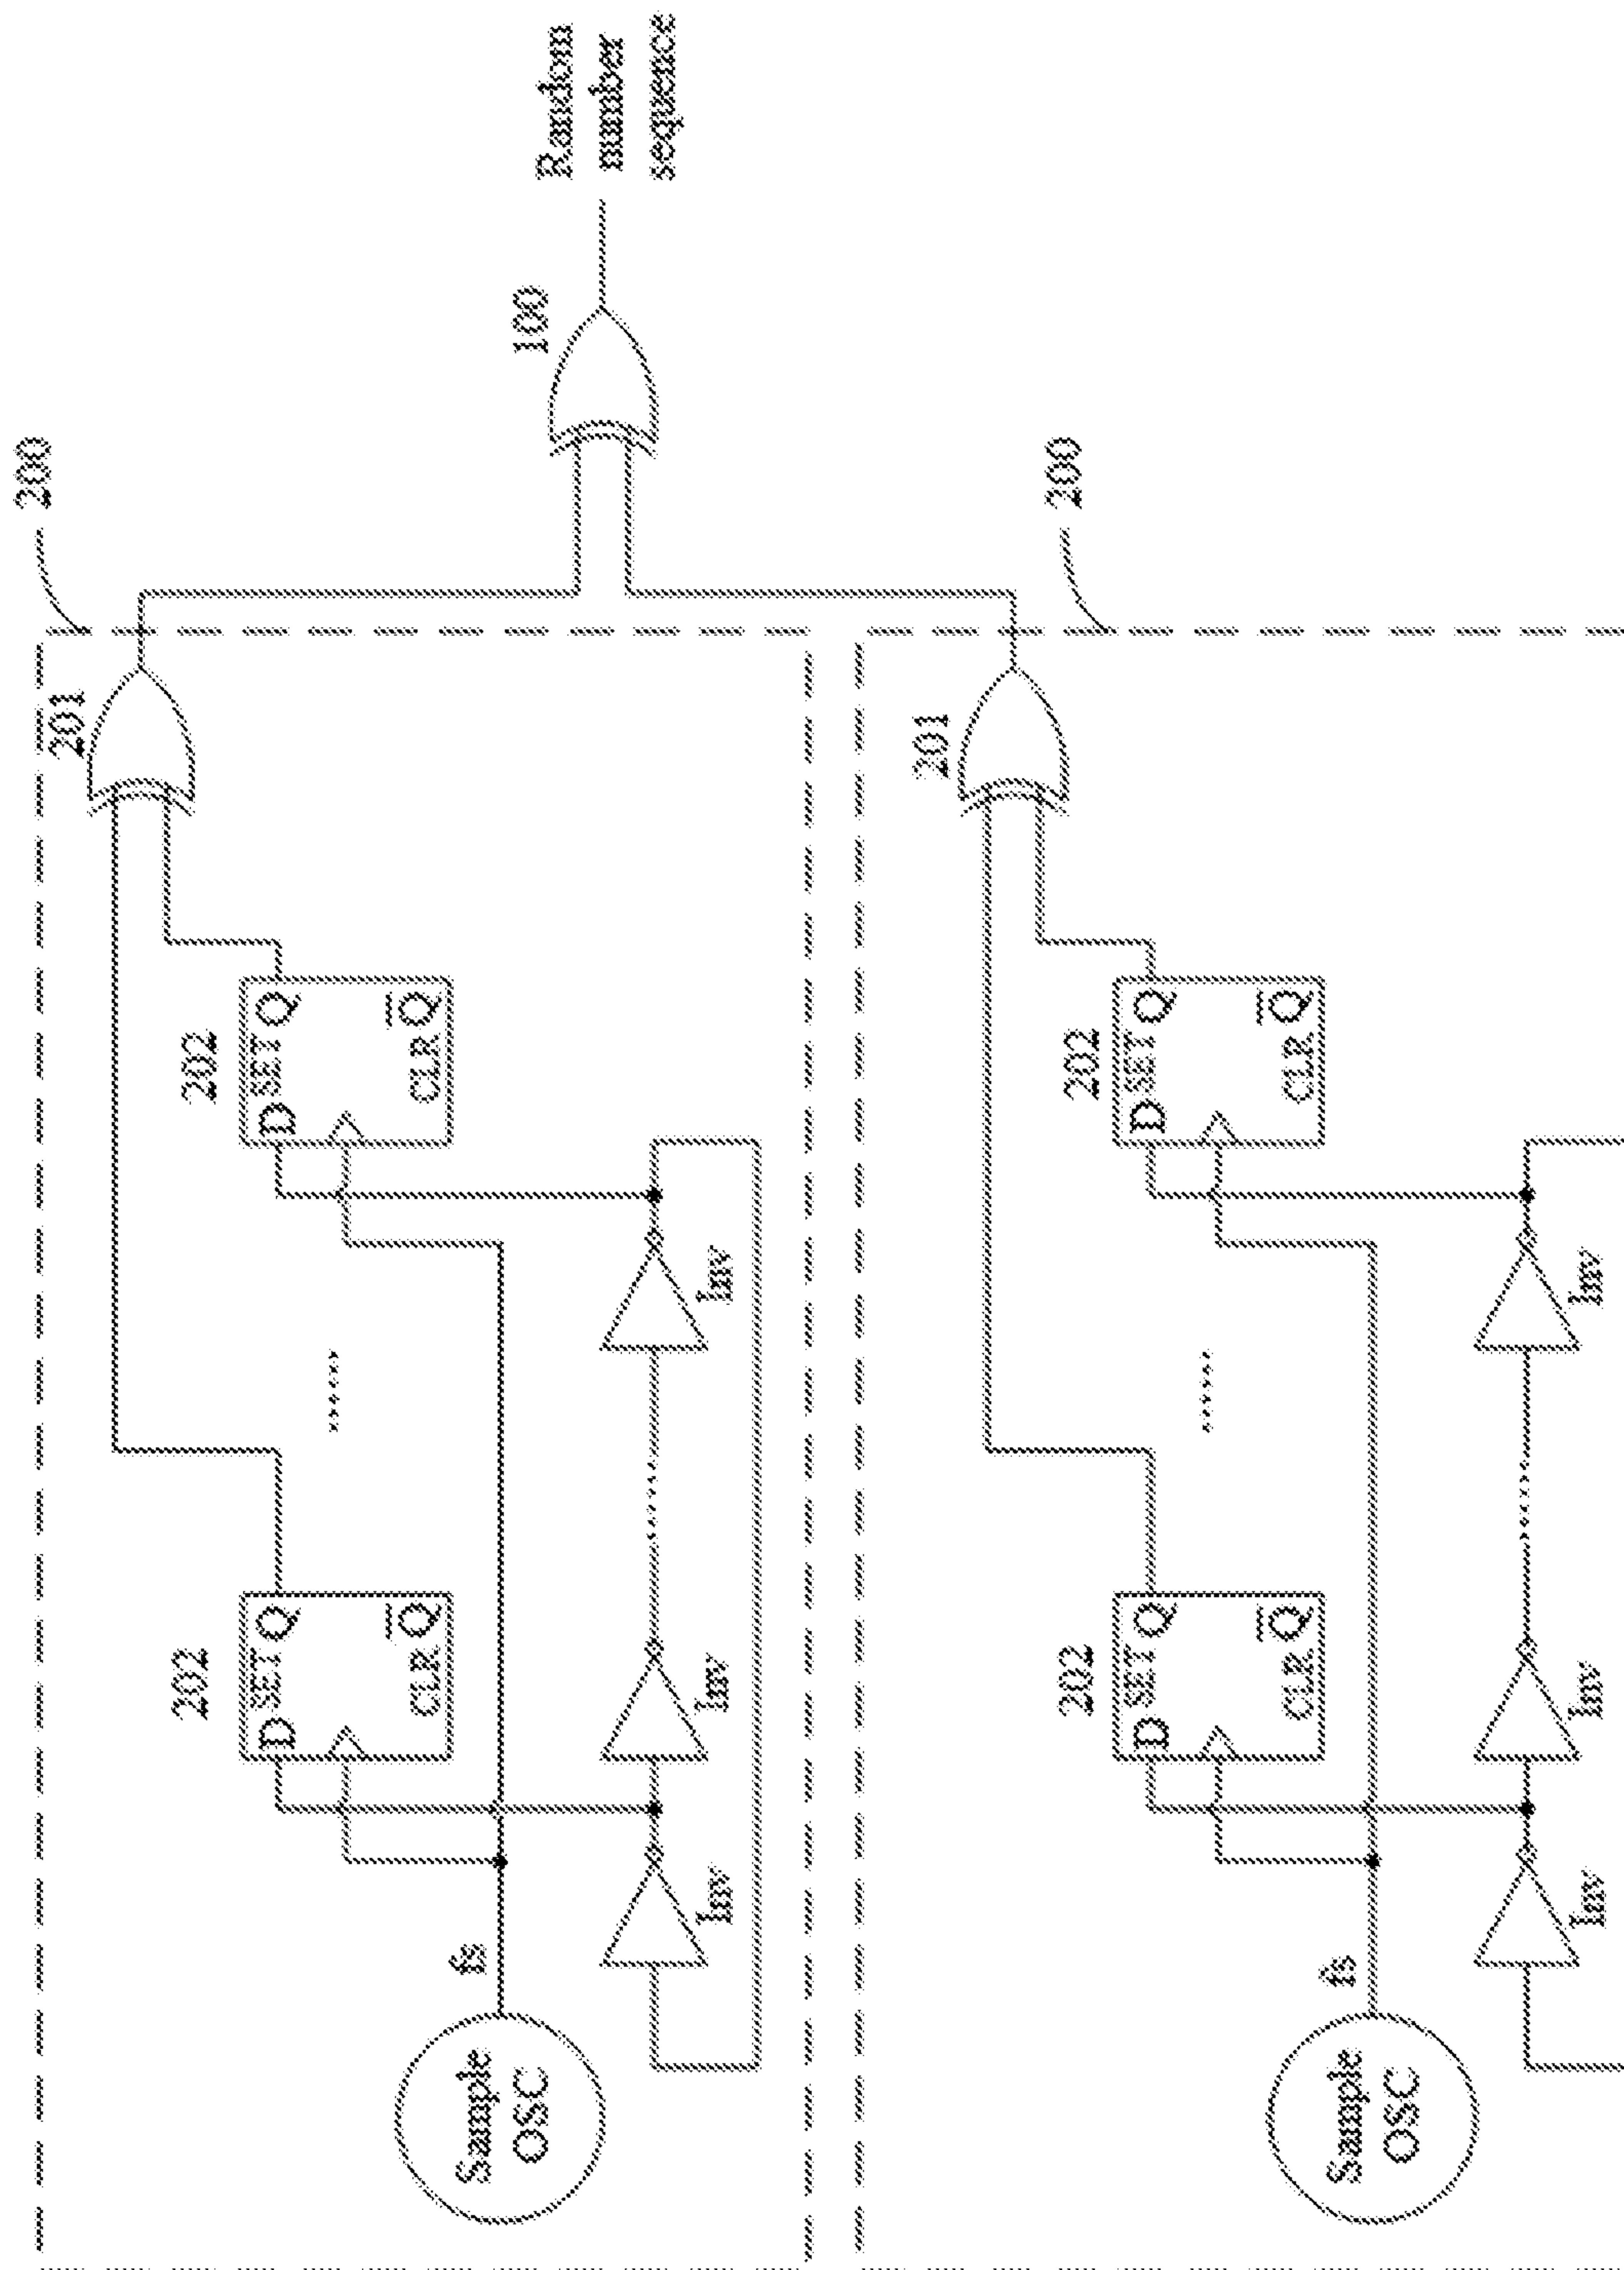 200
201
202
D SET Q
CLR Q
202
D SET Q
CLR Q
fs
Sample
OSC
Inv
Inv
Inv
100
Random
number
sequence
200
201
202
D SET Q
CLR Q
202
D SET Q
CLR Q
fs
Sample
OSC
Inv
Inv
Inv